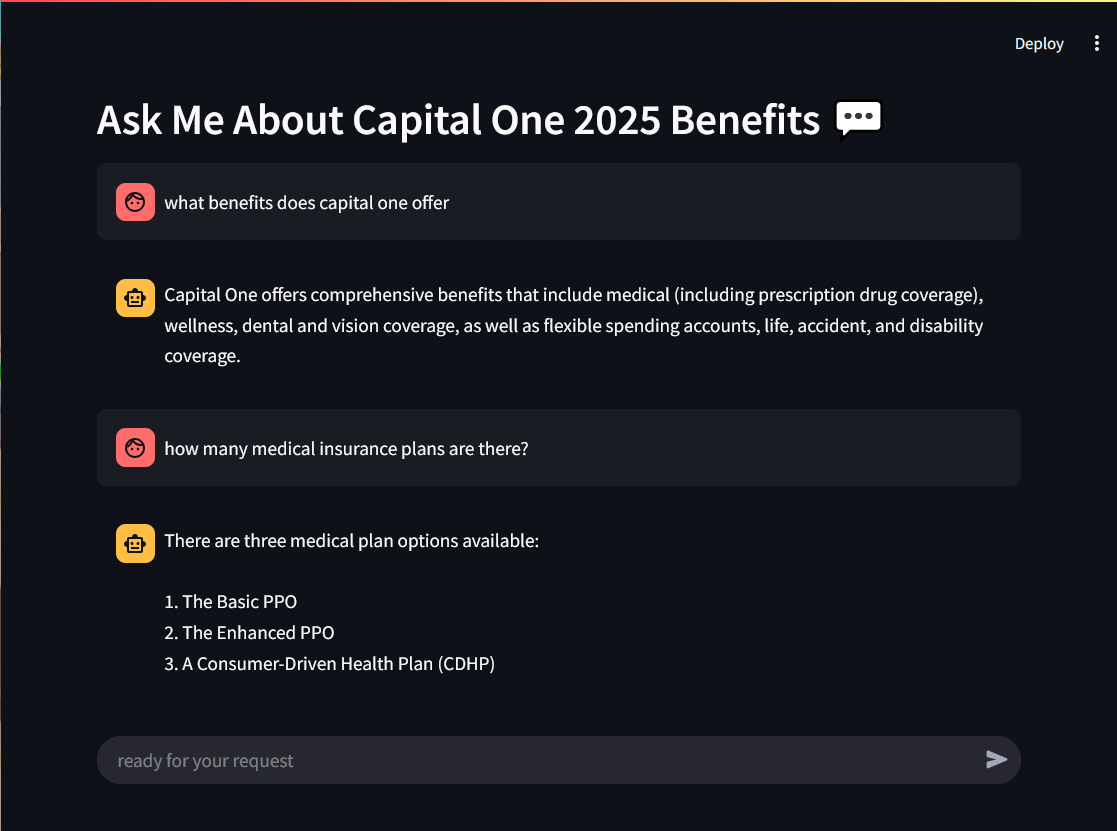 Deploy
Ask Me About Capital One 2025 Benefits 💬
what benefits does capital one offer
Capital One offers comprehensive benefits that include medical (including prescription drug coverage),
wellness, dental and vision coverage, as well as flexible spending accounts, life, accident, and disability
coverage.
how many medical insurance plans are there?
There are three medical plan options available:
1. The Basic PPO
2. The Enhanced PPO
3. A Consumer-Driven Health Plan (CDHP)
ready for your request